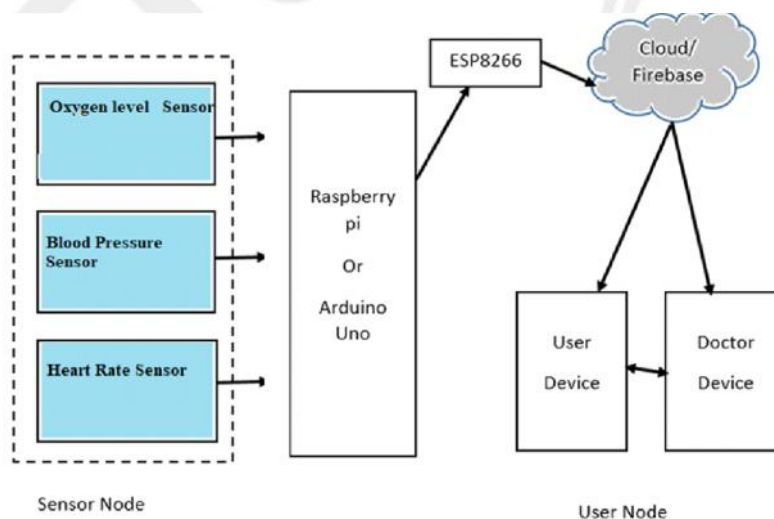 Oxygen level Sensor
Blood Pressure
Sensor
Heart Rate Sensor
Sensor Node
Raspberry
pi
Or
Arduino
Uno
ESP8266
Cloud/
Firebase
User
Device
Doctor
Device
User Node